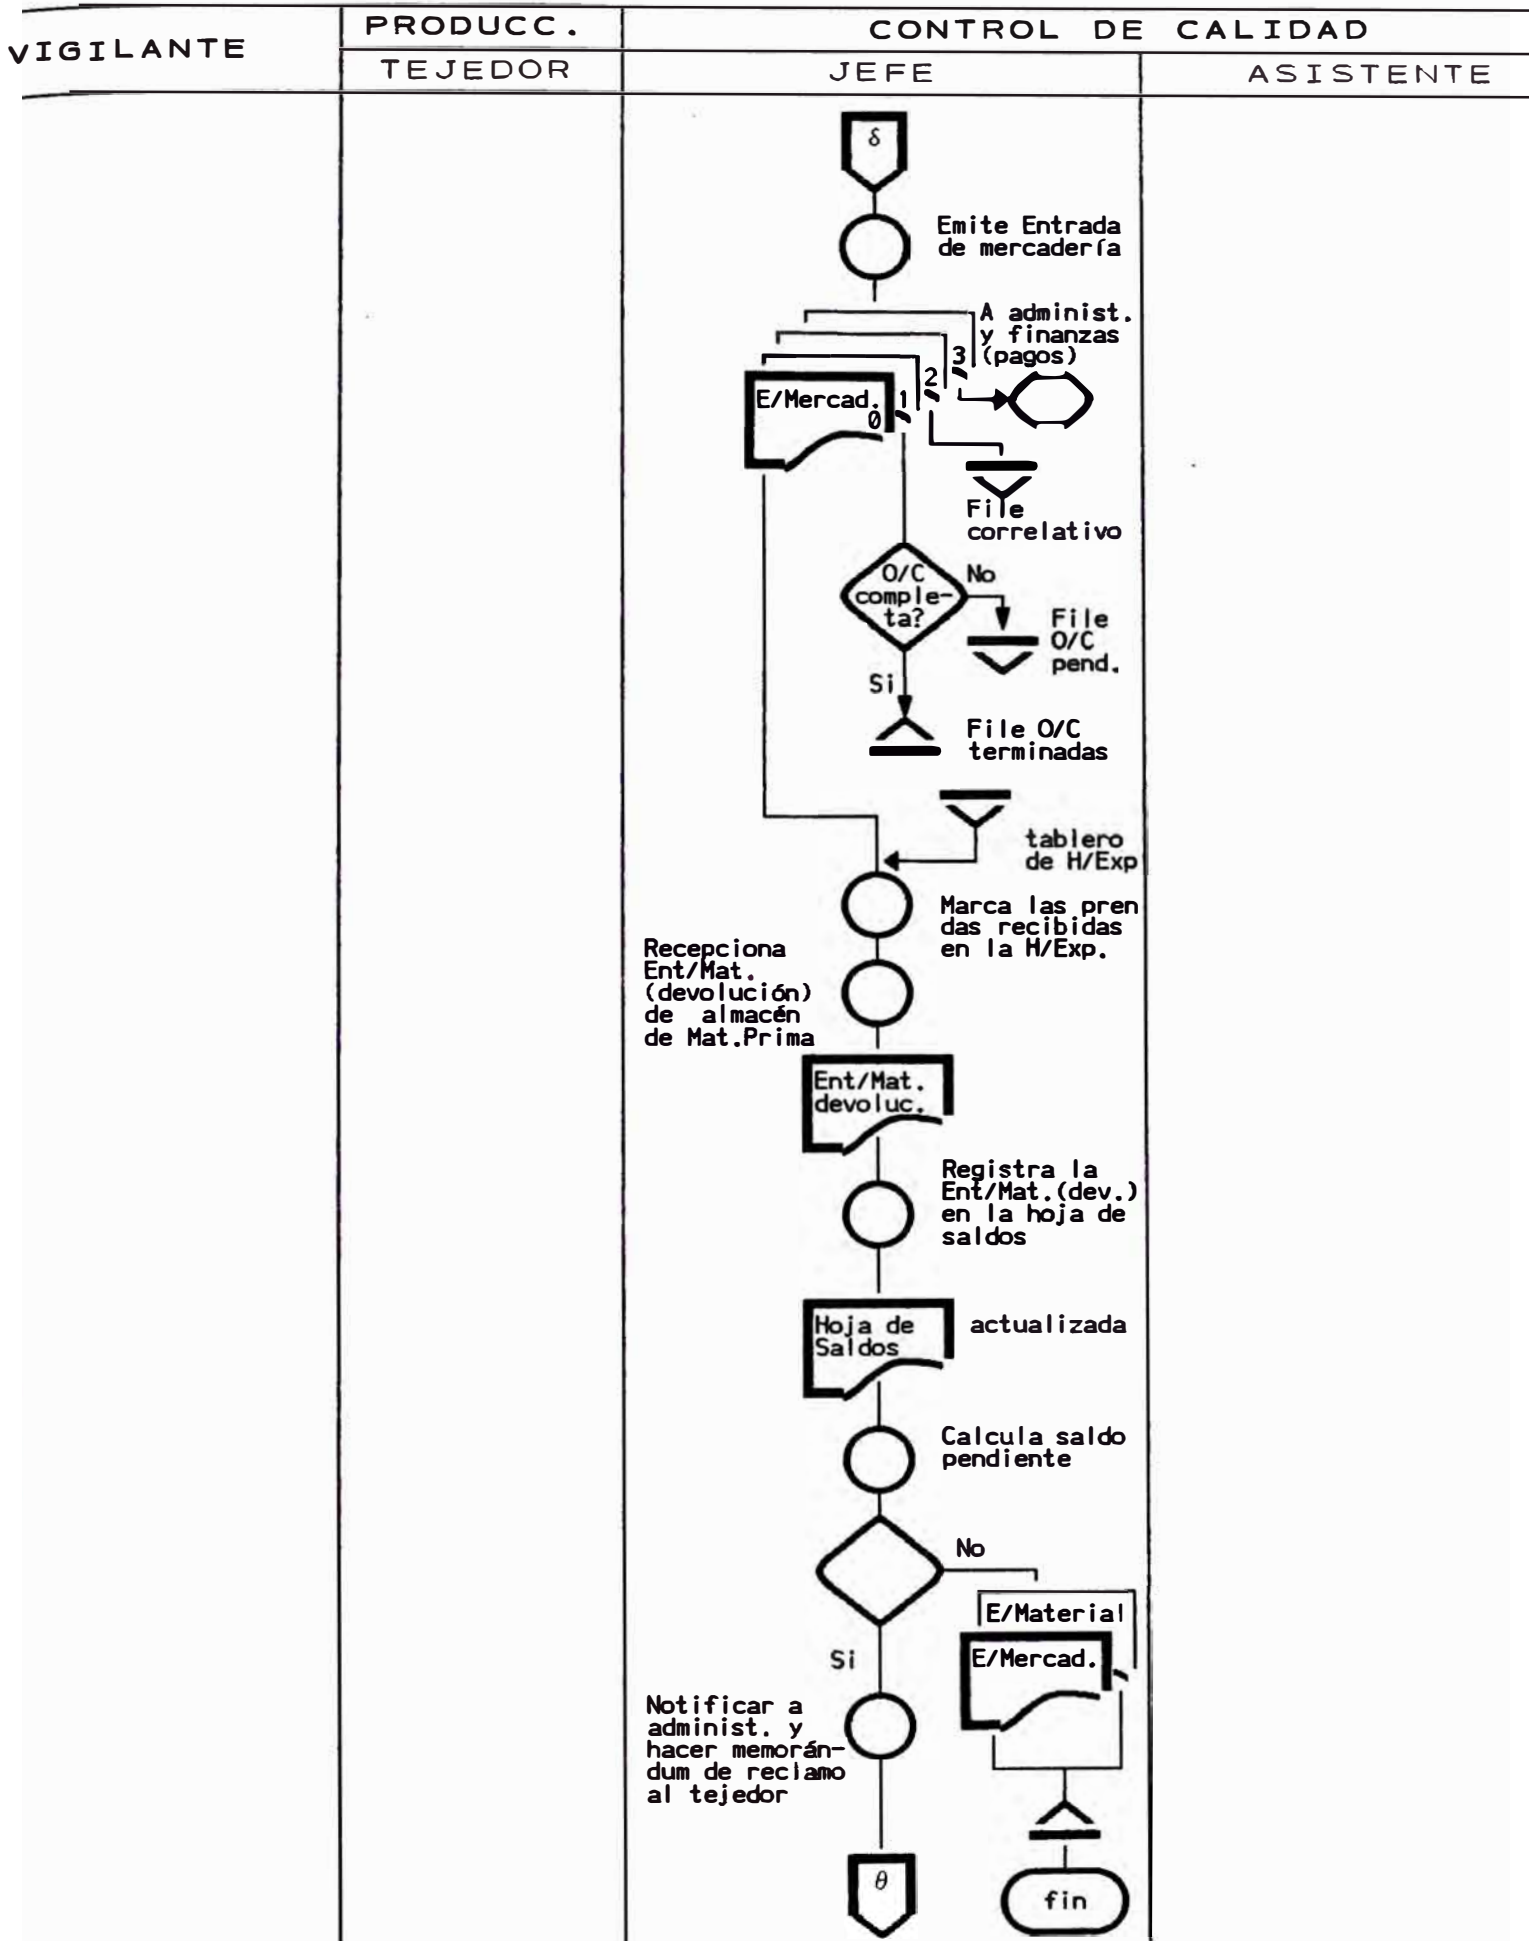 VIGILANTE
PRODUCC.
TEJEDOR
CONTROL DE CALIDAD
JEFE
ASISTENTE
δ
Emite Entrada
de mercadería
A administ.
y finanzas
(pagos)
3
2
1
E/Mercad.
0
File
correlativo
O/C
comple-
ta?
No
File
O/C
pend.
Si
File O/C
terminadas
tablero
de H/Exp
Marca las pren
das recibidas
en la H/Exp.
Recepciona
Ent/Mat.
(devolución)
de almacén
de Mat.Prima
Ent/Mat.
devoluc.
Registra la
Ent/Mat.(dev.)
en la hoja de
saldos
Hoja de
Saldos
actualizada
Calcula saldo
pendiente
No
E/Material
E/Mercad.
Si
Notificar a
administ. y
hacer memorán-
dum de reclamo
al tejedor
θ
fin